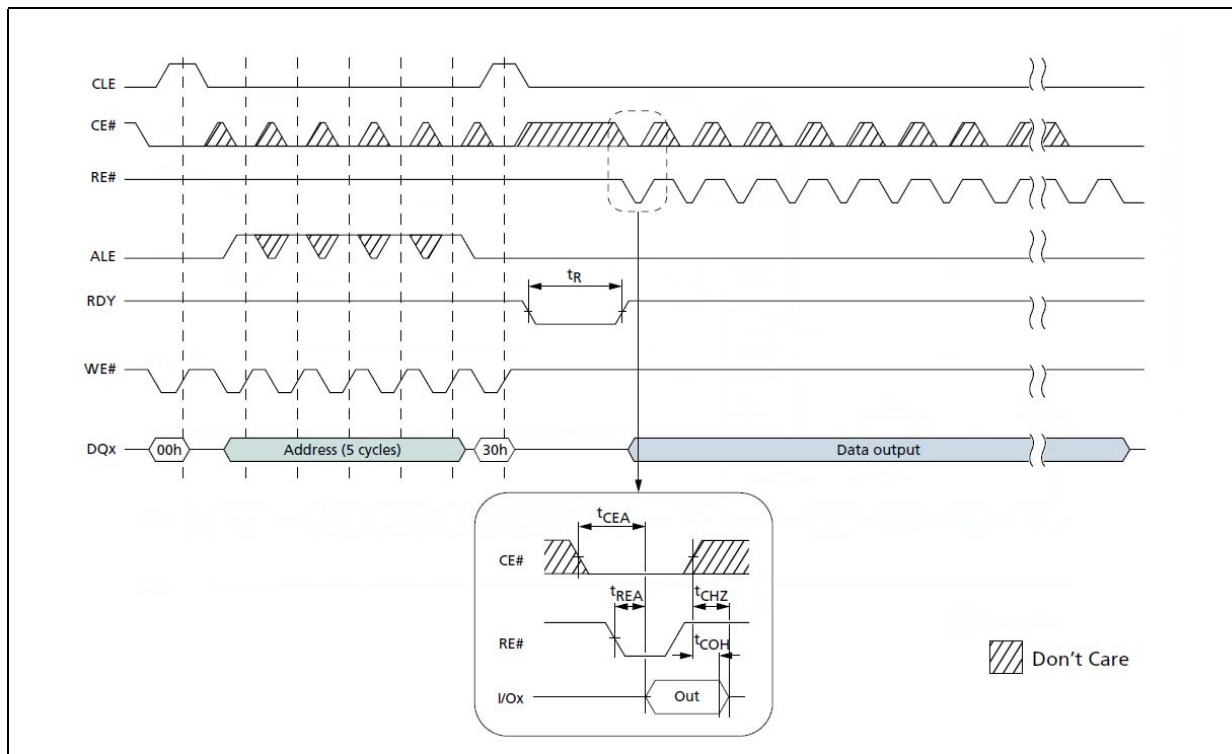 CLE
CE#
RE#
ALE
tR
RDY
WE#
DQx
00h
Address (5 cycles)
30h
Data output
tCEA
CE#
tREA
tCHZ
RE#
tCOH
I/Ox
Out
Don't Care